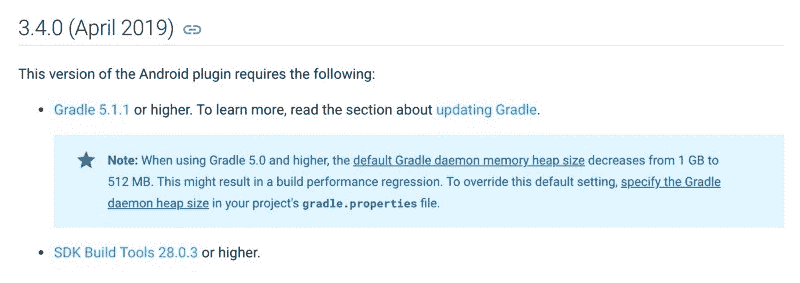 3.4.0 (April 2019)
This version of the Android plugin requires the following:
• Gradle 5.1.1 or higher. To learn more, read the section about updating Gradle.
Note: When using Gradle 5.0 and higher, the default Gradle daemon memory heap size decreases from 1 GB to
512 MB. This might result in a build performance regression. To override this default setting, specify the Gradle
daemon heap size in your project's gradle.properties file.
• SDK Build Tools 28.0.3 or higher.